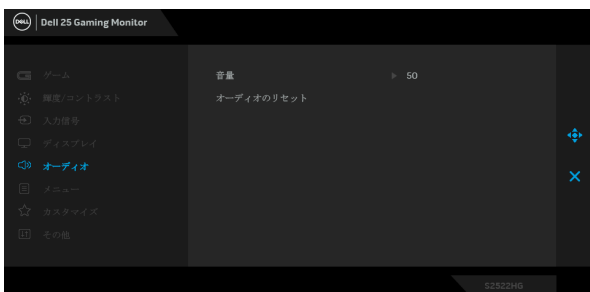 DELL
Dell 25 Gaming Monitor
ゲーム
輝度/コントラスト
入力信号
ディスプレイ
オーディオ
メニュー
カスタマイズ
その他
音量 50
オーディオのリセット
S2522HG